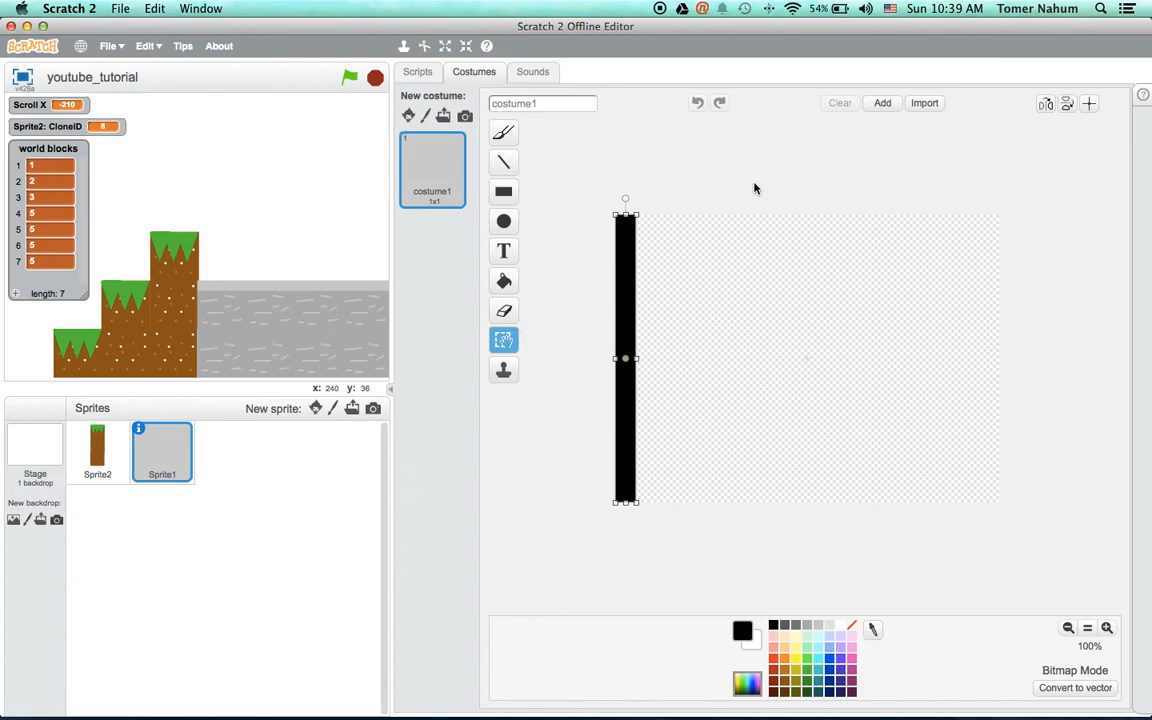 Scratch 2 File Edit Window 54% Sun 10:39 AM Tomer Nahum
Scratch 2 Offline Editor
SCRATCH File Edit Tips About
youtube_tutorial
v428a
Scripts Costumes Sounds
New costume:
costume1
Clear Add Import
Scroll X -210
Sprite2: CloneID 8
world blocks
1 1
2 2
3 3
4 5
5 5
6 5
7 5
+ length: 7
1
costume1
1x1
T
x: 240 y: 36
Sprites New sprite:
Stage
1 backdrop
New backdrop:
Sprite2
Sprite1
100%
Bitmap Mode
Convert to vector